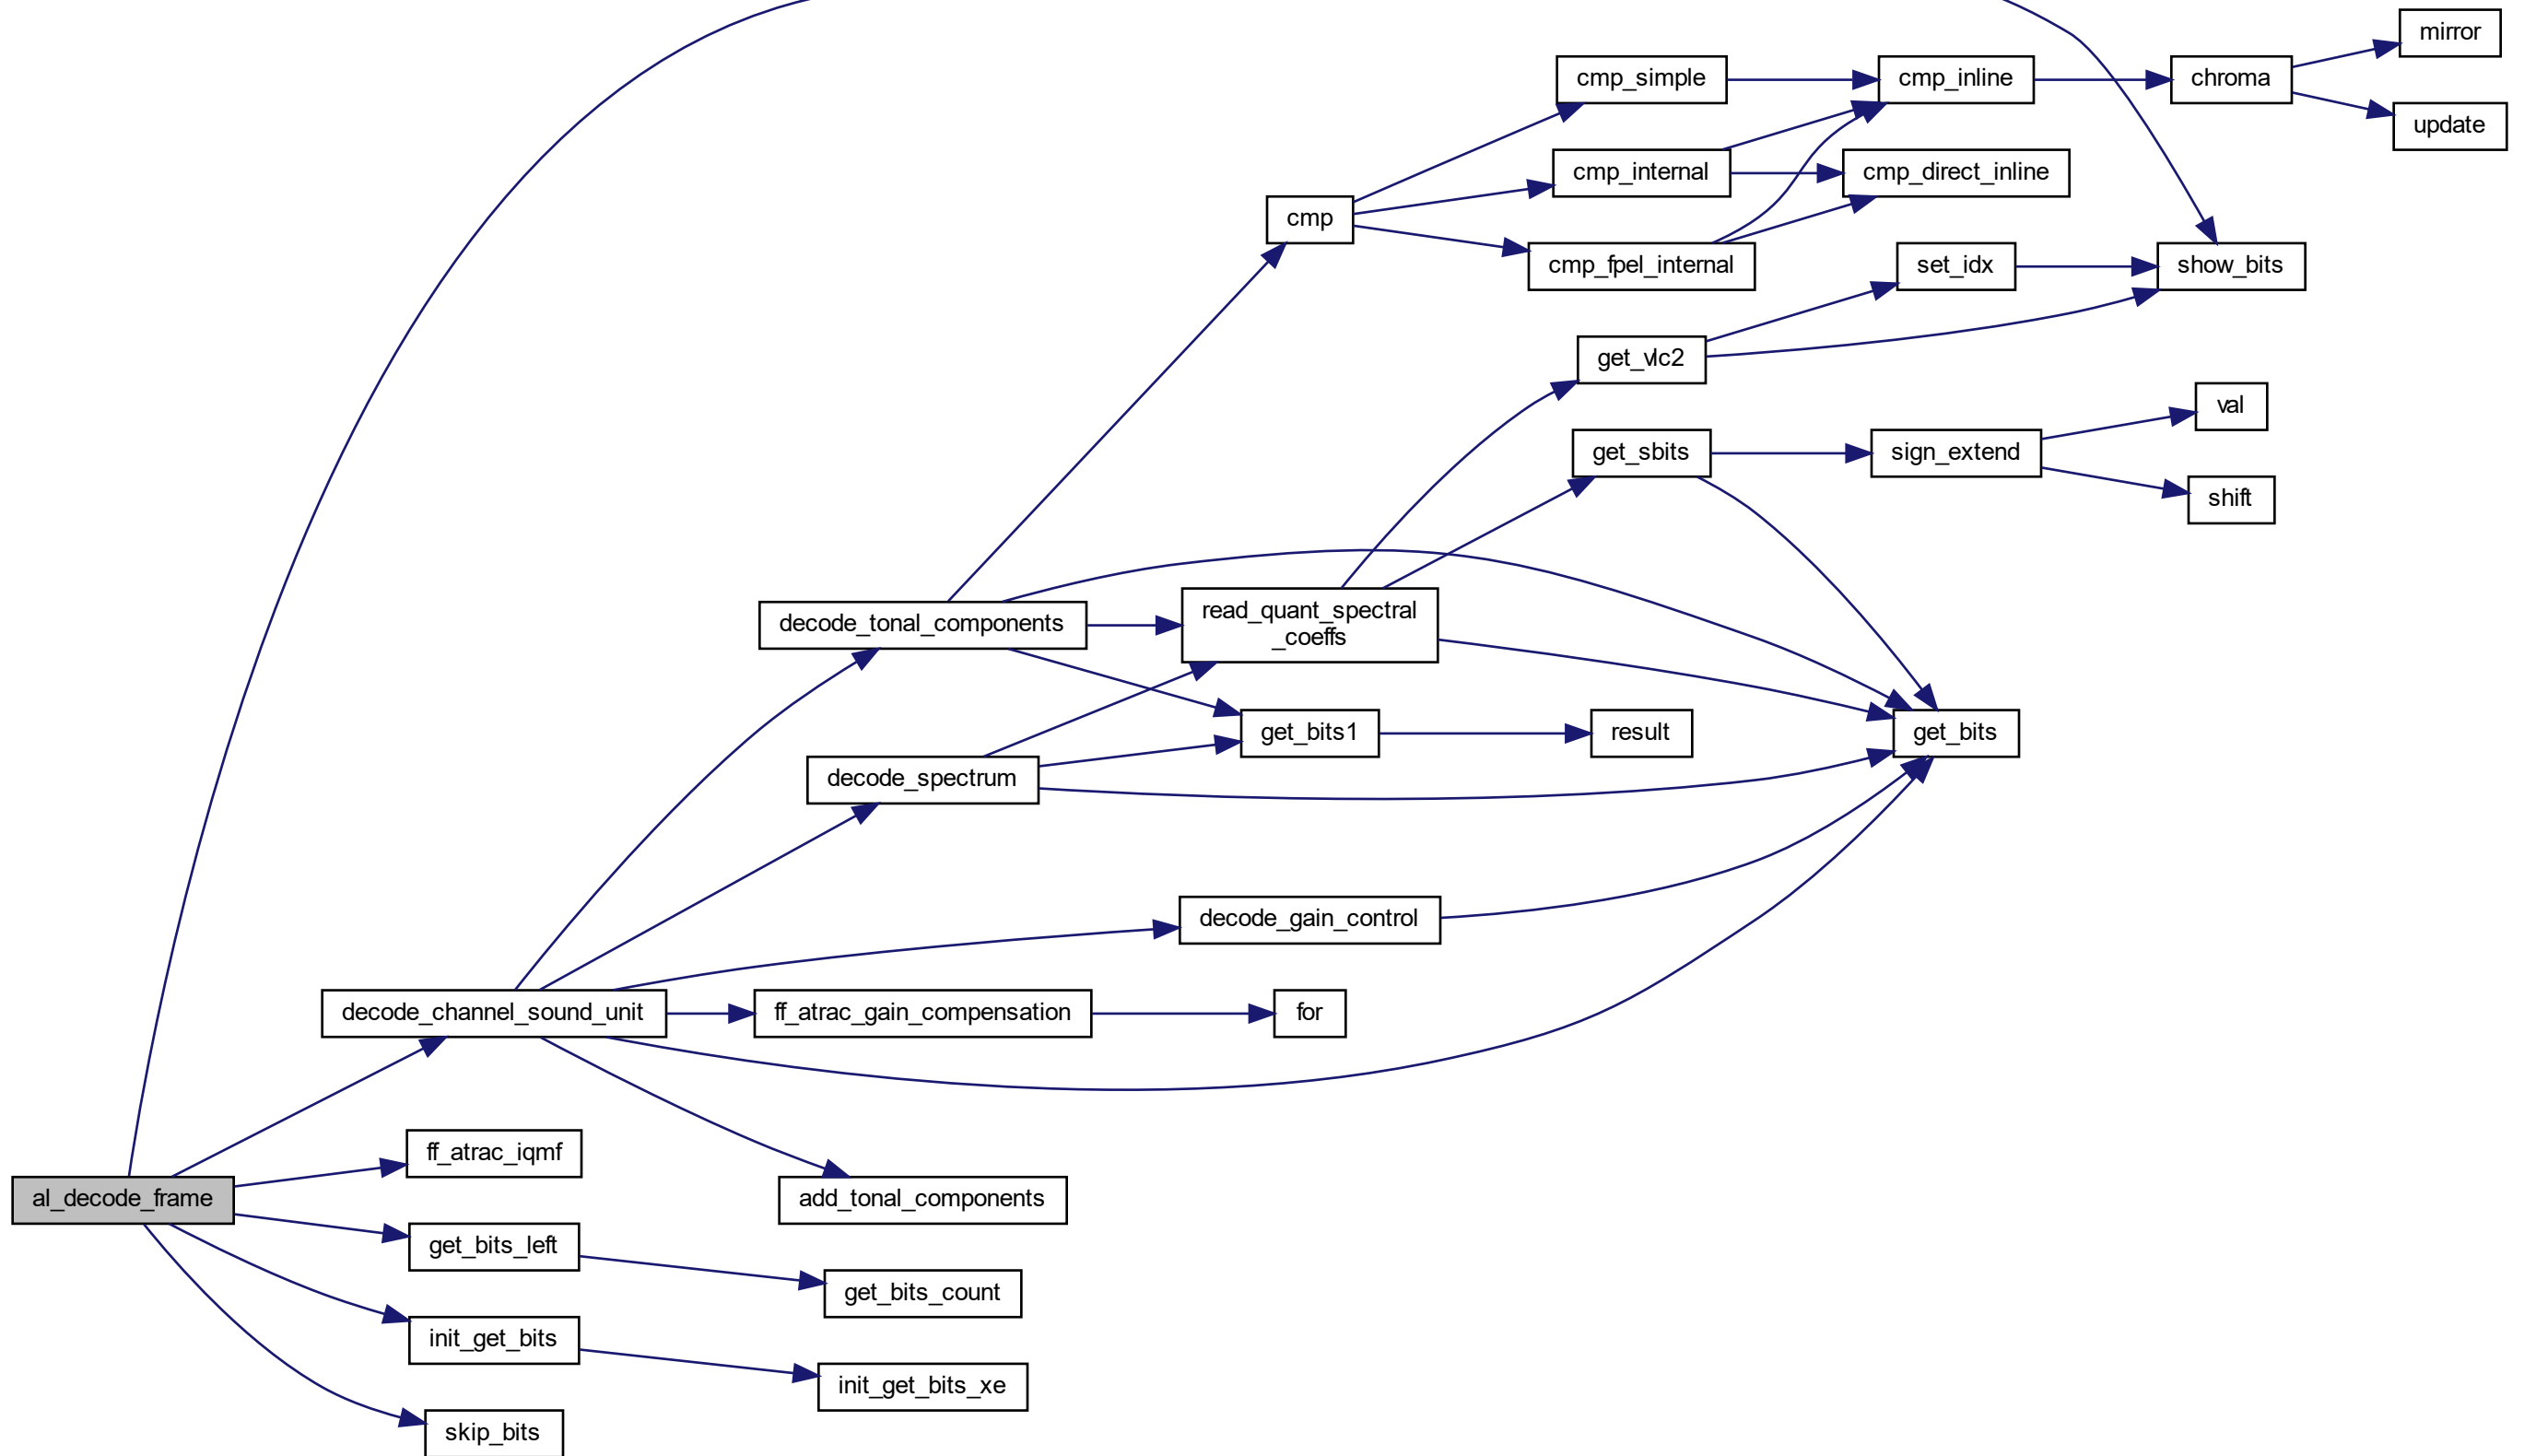 mirror
cmp_simple
cmp_inline
chroma
update
cmp_internal
cmp_direct_inline
cmp
cmp_fpel_internal
set_idx
show_bits
get_vlc2
val
get_sbits
sign_extend
shift
decode_tonal_components
read_quant_spectral
_coeffs
get_bits1
result
get_bits
decode_spectrum
decode_gain_control
decode_channel_sound_unit
ff_atrac_gain_compensation
for
ff_atrac_iqmf
al_decode_frame
add_tonal_components
get_bits_left
get_bits_count
init_get_bits
init_get_bits_xe
skip_bits